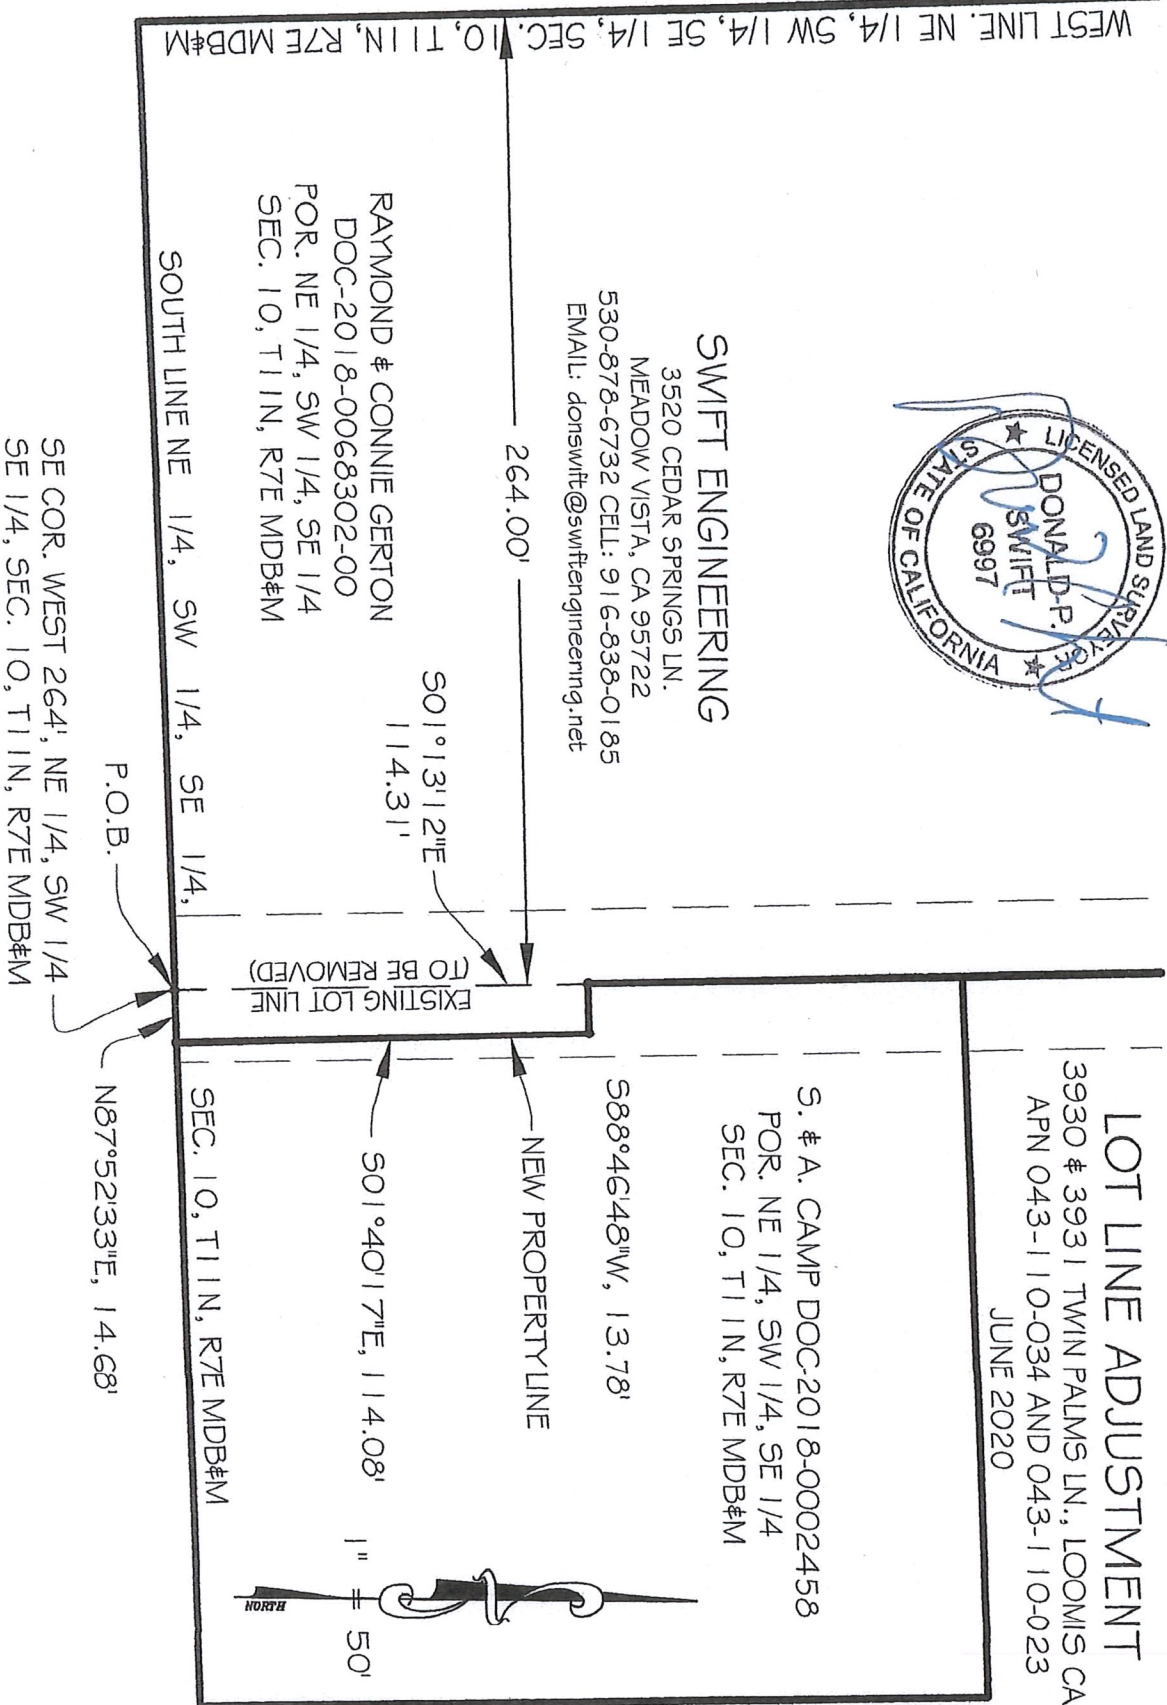 LOT LINE ADJUSTMENT
3930 & 3931 TWIN PALMS LN., LOOMIS CA
APN 043-110-034 AND 043-110-023
JUNE 2020
LICENSED LAND SURVEYOR
DONALD P.
SWIFT
6997
STATE OF CALIFORNIA
SWIFT ENGINEERING
3520 CEDAR SPRINGS LN.
MEADOW VISTA, CA 95722
530-878-6732 CELL: 916-838-0185
EMAIL: donswift@swiftengineering.net
WEST LINE. NE 1/4, SW 1/4, SE 1/4, SEC. 10, T11N, R7E MDB&M
264.00'
RAYMOND & CONNIE GERTON
DOC-2018-0068302-00
POR. NE 1/4, SW 1/4, SE 1/4
SEC. 10, T11N, R7E MDB&M
S01°13'12"E
114.31'
EXISTING LOT LINE
(TO BE REMOVED)
S. & A. CAMP DOC-2018-0002458
POR. NE 1/4, SW 1/4, SE 1/4
SEC. 10, T11N, R7E MDB&M
S88°46'48"W, 13.78'
NEW PROPERTY LINE
S01°40'17"E, 114.08'
1" = 50'
NORTH
SOUTH LINE NE 1/4, SW 1/4, SE 1/4,
SEC. 10, T11N, R7E MDB&M
P.O.B.
N87°52'33"E, 14.68'
SE COR. WEST 264', NE 1/4, SW 1/4
SE 1/4, SEC. 10, T11N, R7E MDB&M